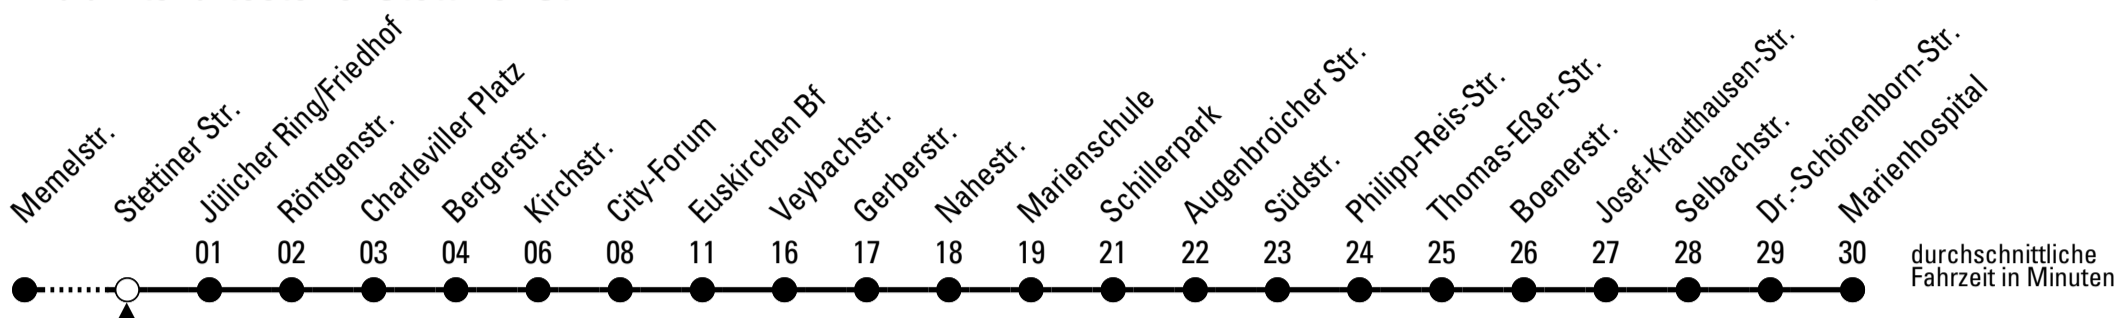 Memelstr.
Stettiner Str.
Jülicher Ring/Friedhof
Röntgenstr.
Charleviller Platz
Bergerstr.
Kirchstr.
City-Forum
Euskirchen Bf
Veybachstr.
Gerberstr.
Nahestr.
Marienschule
Schillerpark
Augenbroicher Str.
Südstr.
Philipp-Reis-Str.
Thomas-Eßer-Str.
Boenerstr.
Josef-Krauthausen-Str.
Selbachstr.
Dr.-Schönenborn-Str.
Marienhospital
01 02 03 04 06 08 11 16 17 18 19 21 22 23 24 25 26 27 28 29 30
durchschnittliche
Fahrzeit in Minuten